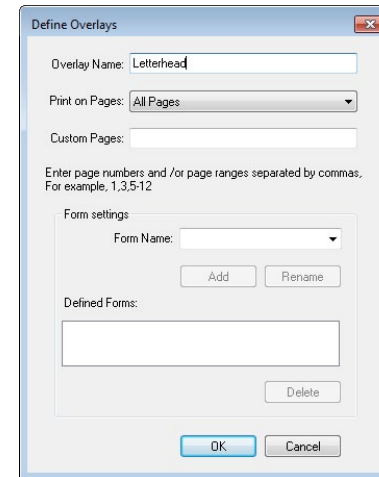 Define Overlays
Overlay Name: Letterhead
Print on Pages: All Pages
Custom Pages:
Enter page numbers and /or page ranges separated by commas,
For example, 1,3,5-12
Form settings
Form Name:
Add Rename
Defined Forms:
Delete
OK Cancel